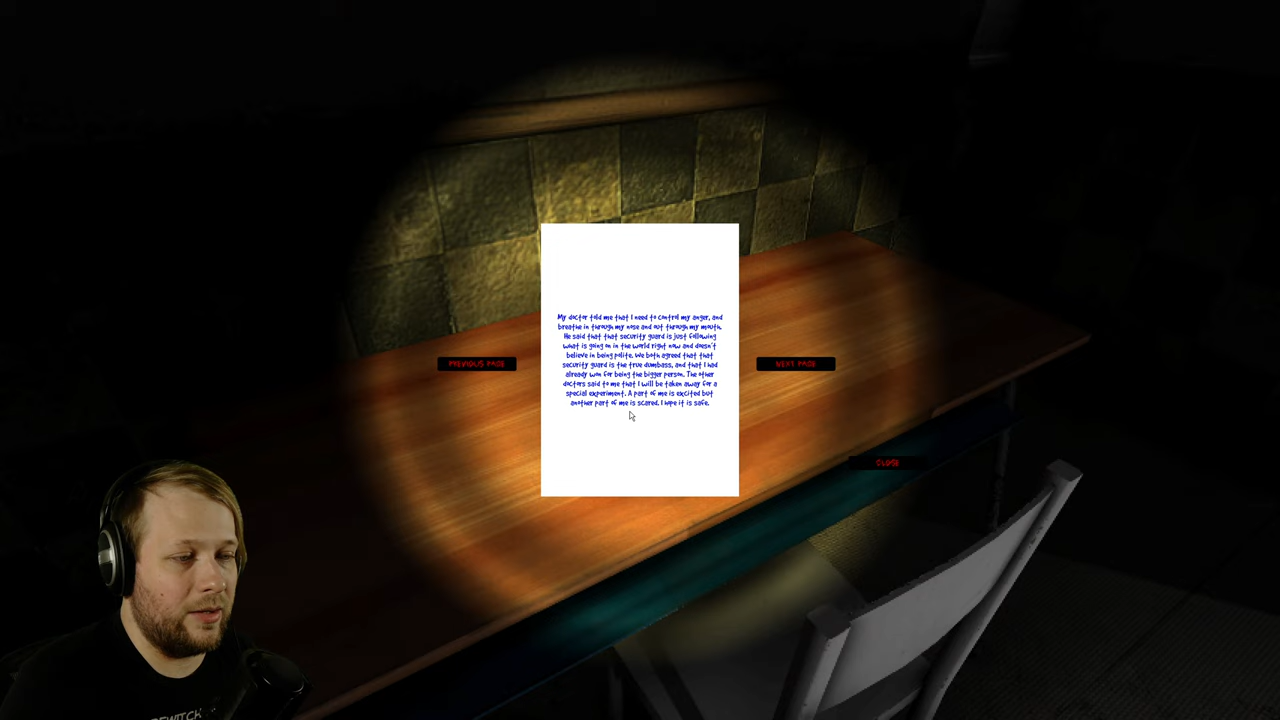 My doctor told me that I need to control my anger, and
breathe in through my nose and out through my mouth.
He said that that security guard is just following
what is going on in the world right now and doesn't
believe in being polite. We both agreed that that
security guard is the true dumbass, and that I had
already won for being the bigger person. The other
doctors said to me that I will be taken away for a
special experiment. A part of me is excited but
another part of me is scared. I hope it is safe.
PREVIOUS PAGE
NEXT PAGE
CLOSE